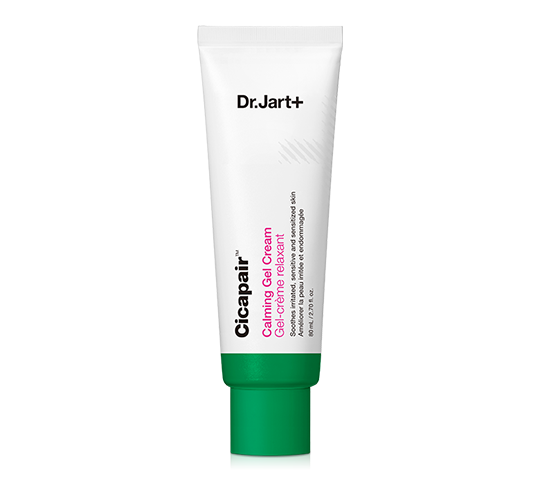 Dr.Jart+
Cicapair™
Calming Gel Cream
Gel-crème relaxant
Soothes irritated, sensitive and sensitized skin
Améliorer la peau irritée et endommagée
80 mL / 2.70 fl. oz.